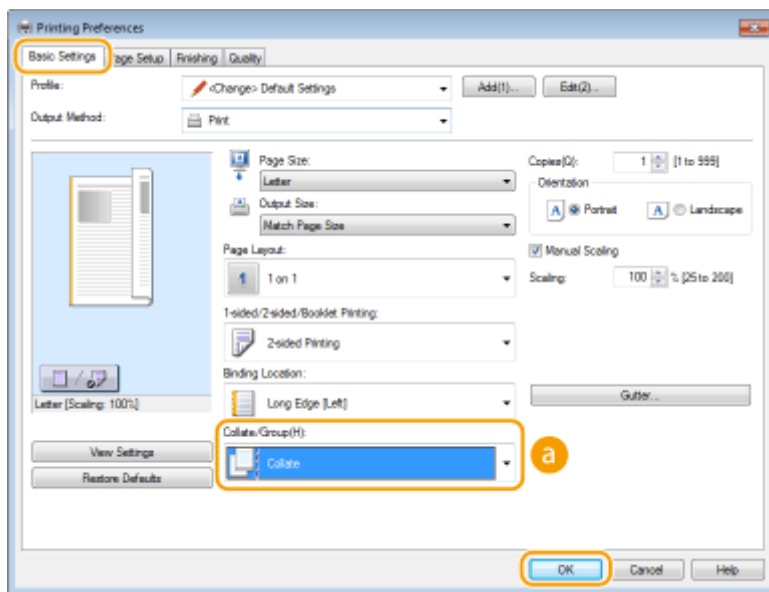 Printing Preferences
Basic Settings Page Setup Finishing Quality
Profile: <Change> Default Settings Add(1)... Edit(2)...
Output Method: Print
Page Size: Copies(Q): 1 [1 to 999]
Letter Orientation
Output Size: A Portrait A Landscape
Match Page Size
Page Layout: Manual Scaling
1 1 on 1 Scaling: 100 % [25 to 200]
1-sided/2-sided/Booklet Printing:
2-sided Printing
Binding Location:
Letter [Scaling: 100%] Long Edge [Left] Gutter...
Collate/Group(H):
View Settings Collate a
Restore Defaults
OK Cancel Help